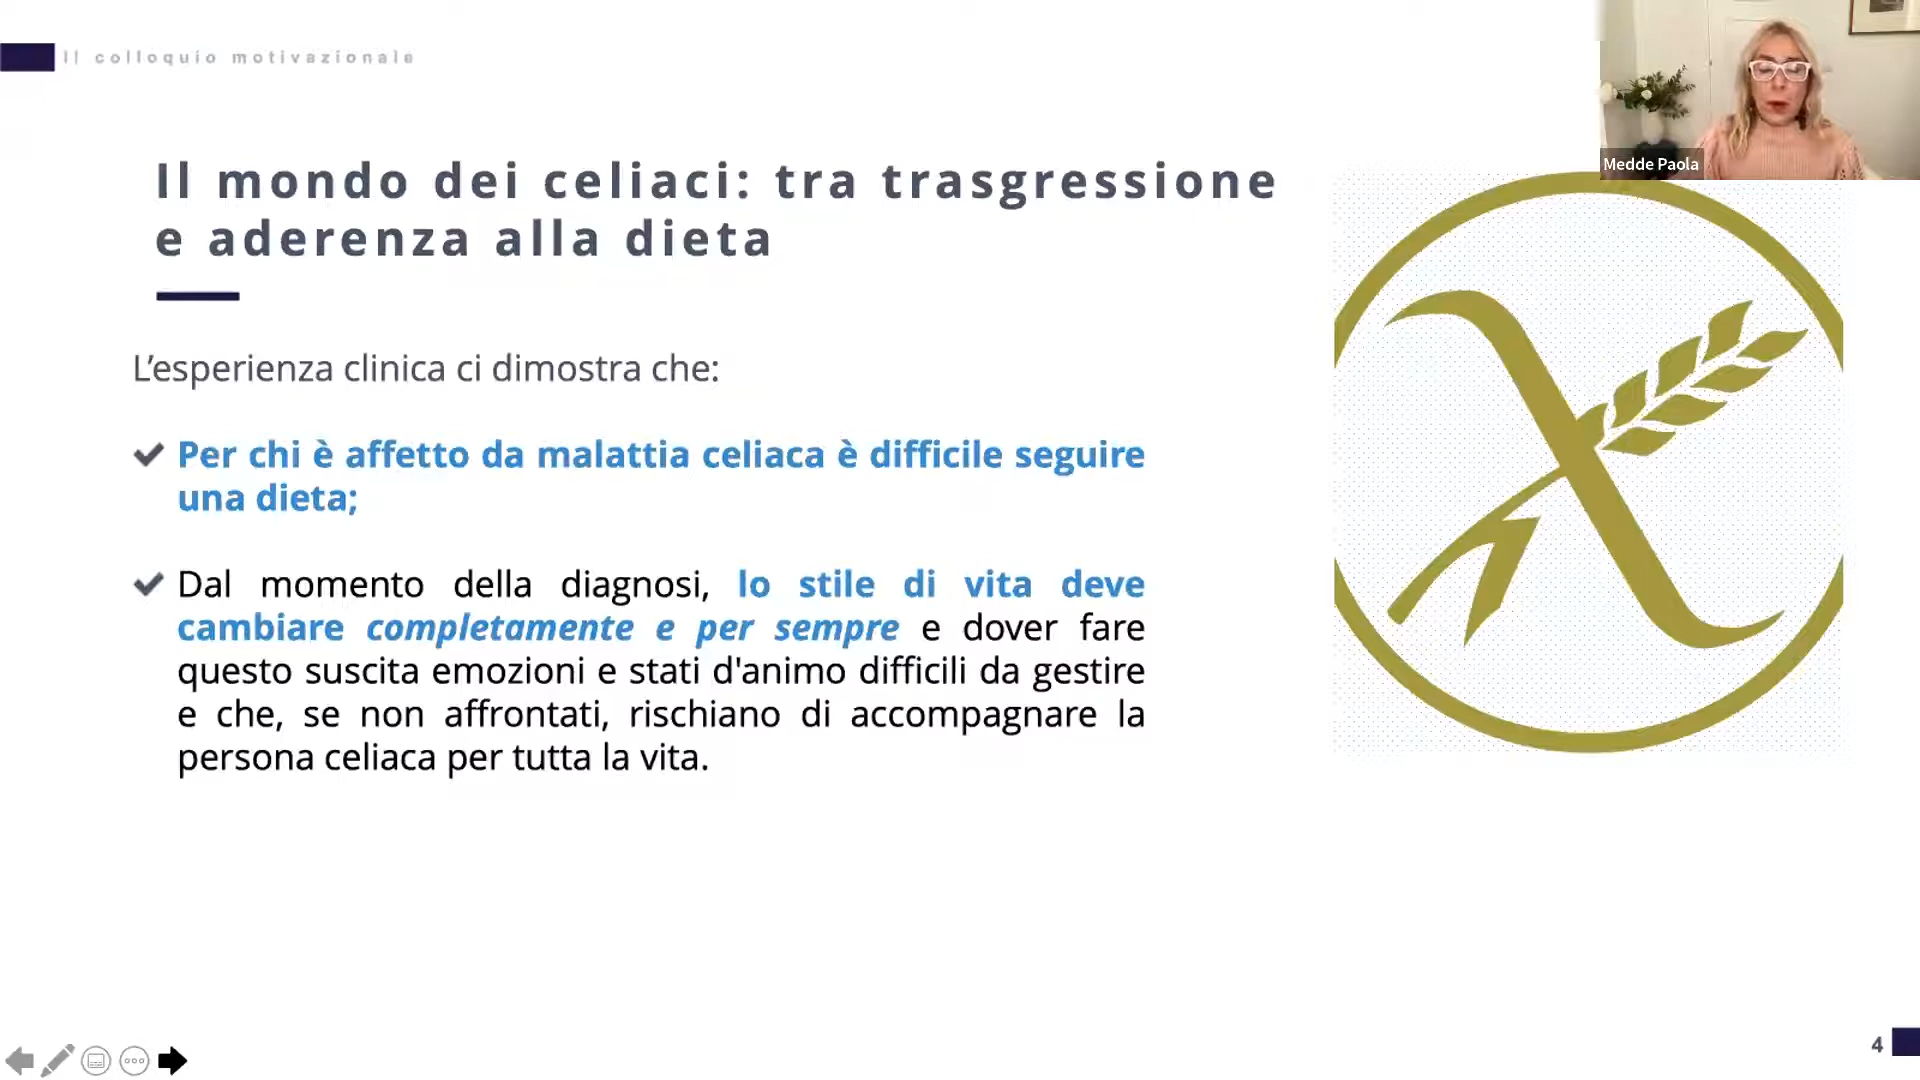 Il colloquio motivazionale
Medde Paola
Il mondo dei celiaci: tra trasgressione
e aderenza alla dieta
L’esperienza clinica ci dimostra che:
Per chi è affetto da malattia celiaca è difficile seguire
una dieta;
Dal momento della diagnosi, lo stile di vita deve
cambiare completamente e per sempre e dover fare
questo suscita emozioni e stati d'animo difficili da gestire
e che, se non affrontati, rischiano di accompagnare la
persona celiaca per tutta la vita.
4